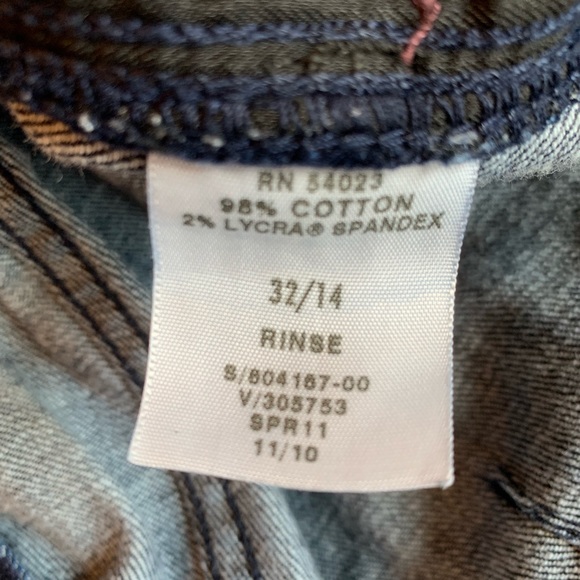 RN 54023
98% COTTON
2% LYCRA® SPANDEX
32/14
RINSE
S/604167-00
V/305753
SPR11
11/10